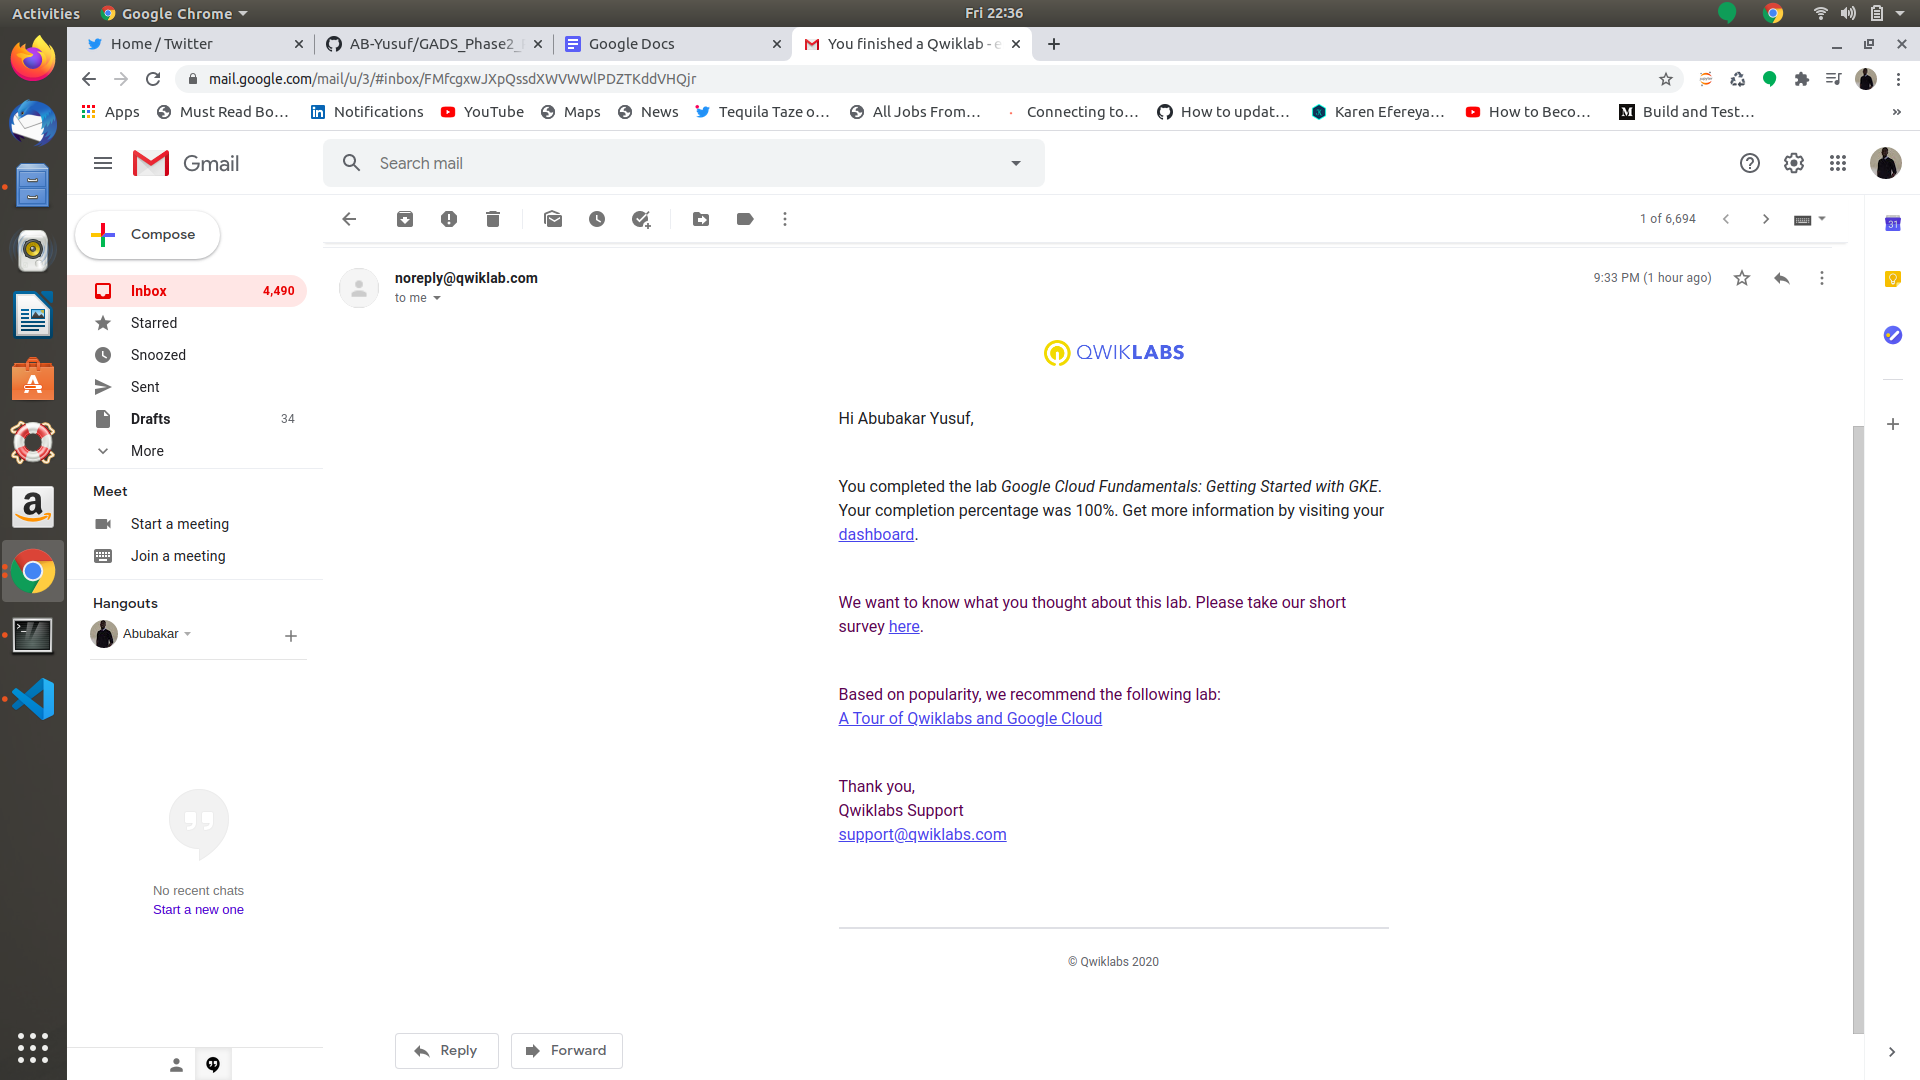 Activities
Google Chrome
Fri 22:36
Home / Twitter
AB-Yusuf/GADS_Phase2_
Google Docs
You finished a Qwiklab - e
mail.google.com/mail/u/3/#inbox/FMfcgxwJXpQssdXWVWWlPDZTKddVHQjr
Apps
Must Read Bo…
Notifications
YouTube
Maps
News
Tequila Taze o…
All Jobs From…
Connecting to…
How to updat…
Karen Efereya…
How to Beco…
Build and Test…
Gmail
Search mail
Compose
1 of 6,694
Inbox 4,490
Starred
Snoozed
Sent
Drafts 34
More
Meet
Start a meeting
Join a meeting
Hangouts
Abubakar
No recent chats
Start a new one
noreply@qwiklab.com
to me
9:33 PM (1 hour ago)
QWIKLABS
Hi Abubakar Yusuf,
You completed the lab Google Cloud Fundamentals: Getting Started with GKE.
Your completion percentage was 100%. Get more information by visiting your
dashboard.
We want to know what you thought about this lab. Please take our short
survey here.
Based on popularity, we recommend the following lab:
A Tour of Qwiklabs and Google Cloud
Thank you,
Qwiklabs Support
support@qwiklabs.com
© Qwiklabs 2020
Reply
Forward
31